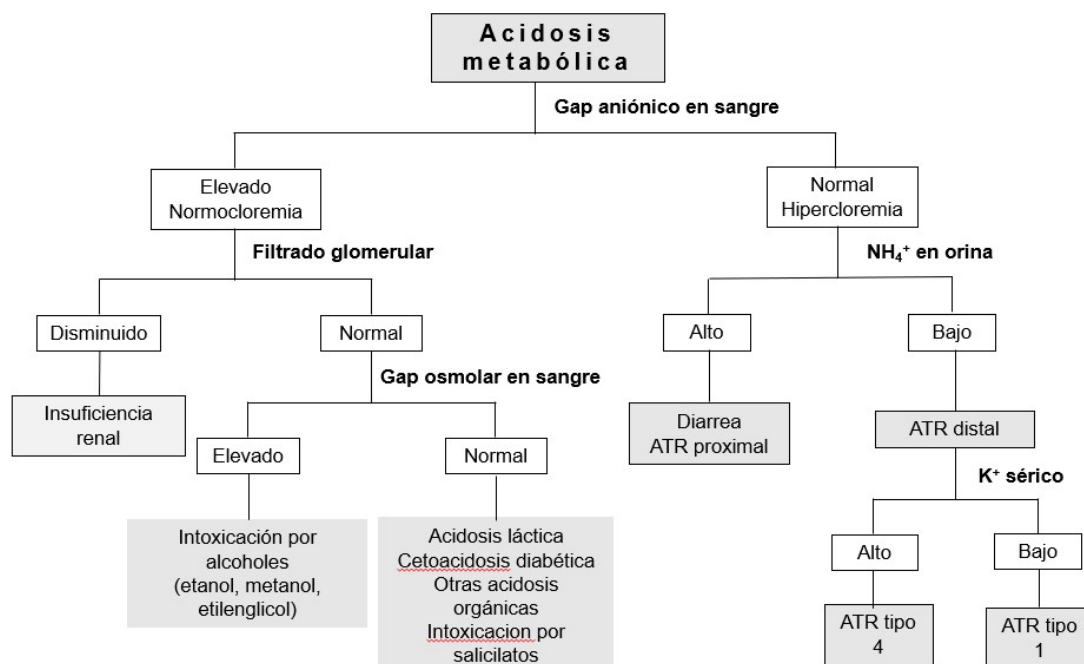 Acidosis
metabólica
Gap aniónico en sangre
Elevado
Normocloremia
Normal
Hipercloremia
Filtrado glomerular
NH₄⁺ en orina
Disminuido
Normal
Alto
Bajo
Gap osmolar en sangre
Insuficiencia
renal
Diarrea
ATR proximal
ATR distal
Elevado
Normal
K⁺ sérico
Intoxicación por
alcoholes
(etanol, metanol,
etilenglicol)
Acidosis láctica
Cetoacidosis diabética
Otras acidosis
orgánicas
Intoxicacion por
salicilatos
Alto
Bajo
ATR tipo
4
ATR tipo
1